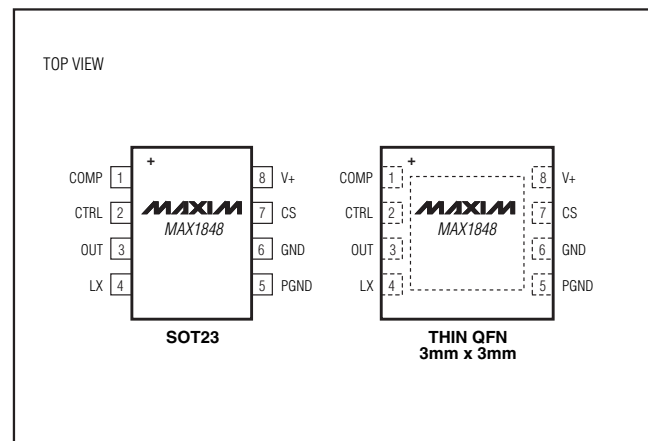 TOP VIEW
+
COMP 1
CTRL 2
OUT 3
LX 4
8 V+
7 CS
6 GND
5 PGND
MAXIM
MAX1848
SOT23
+
COMP 1
CTRL 2
OUT 3
LX 4
8 V+
7 CS
6 GND
5 PGND
MAXIM
MAX1848
THIN QFN
3mm x 3mm